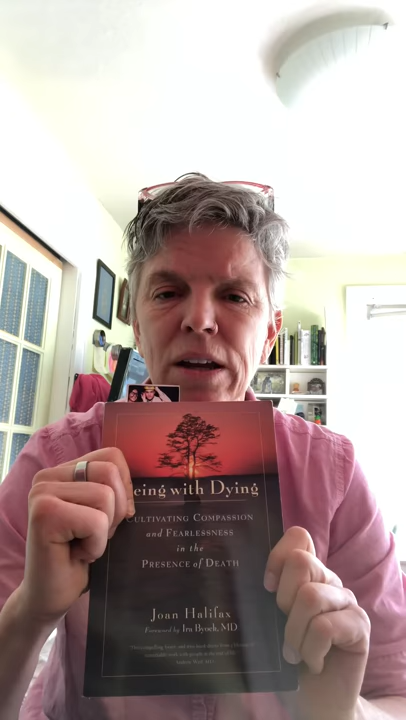 eing with Dying
CULTIVATING COMPASSION
and FEARLESSNESS
in the
PRESENCE of DEATH
Joan Halifax
Foreword by Ira Byock, MD